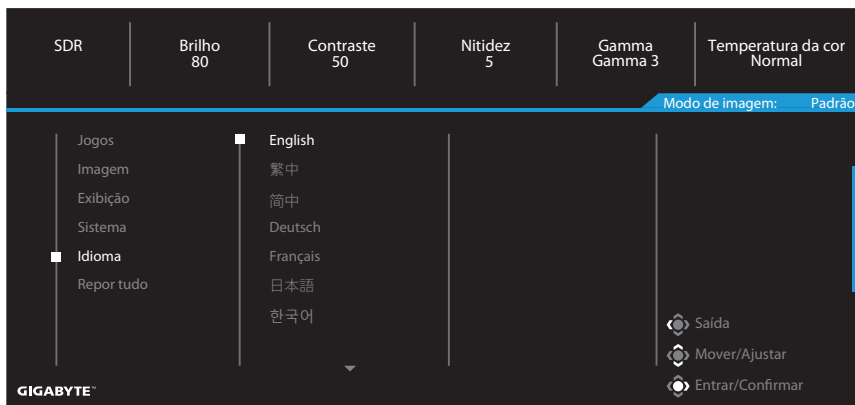 SDR
Brilho
80
Contraste
50
Nitidez
5
Gamma
Gamma 3
Temperatura da cor
Normal
Modo de imagem: Padrão
Jogos
Imagem
Exibição
Sistema
Idioma
Repor tudo
English
繁中
简中
Deutsch
Français
日本語
한국어
Saída
Mover/Ajustar
Entrar/Confirmar
GIGABYTE™